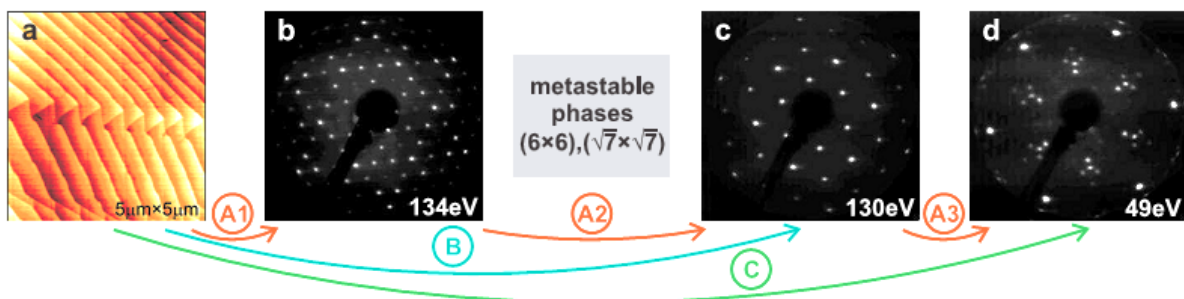 a
b
c
d
metastable
phases
(6×6),(√7×√7)
5µm×5µm
134eV
130eV
49eV
A1
A2
A3
B
C